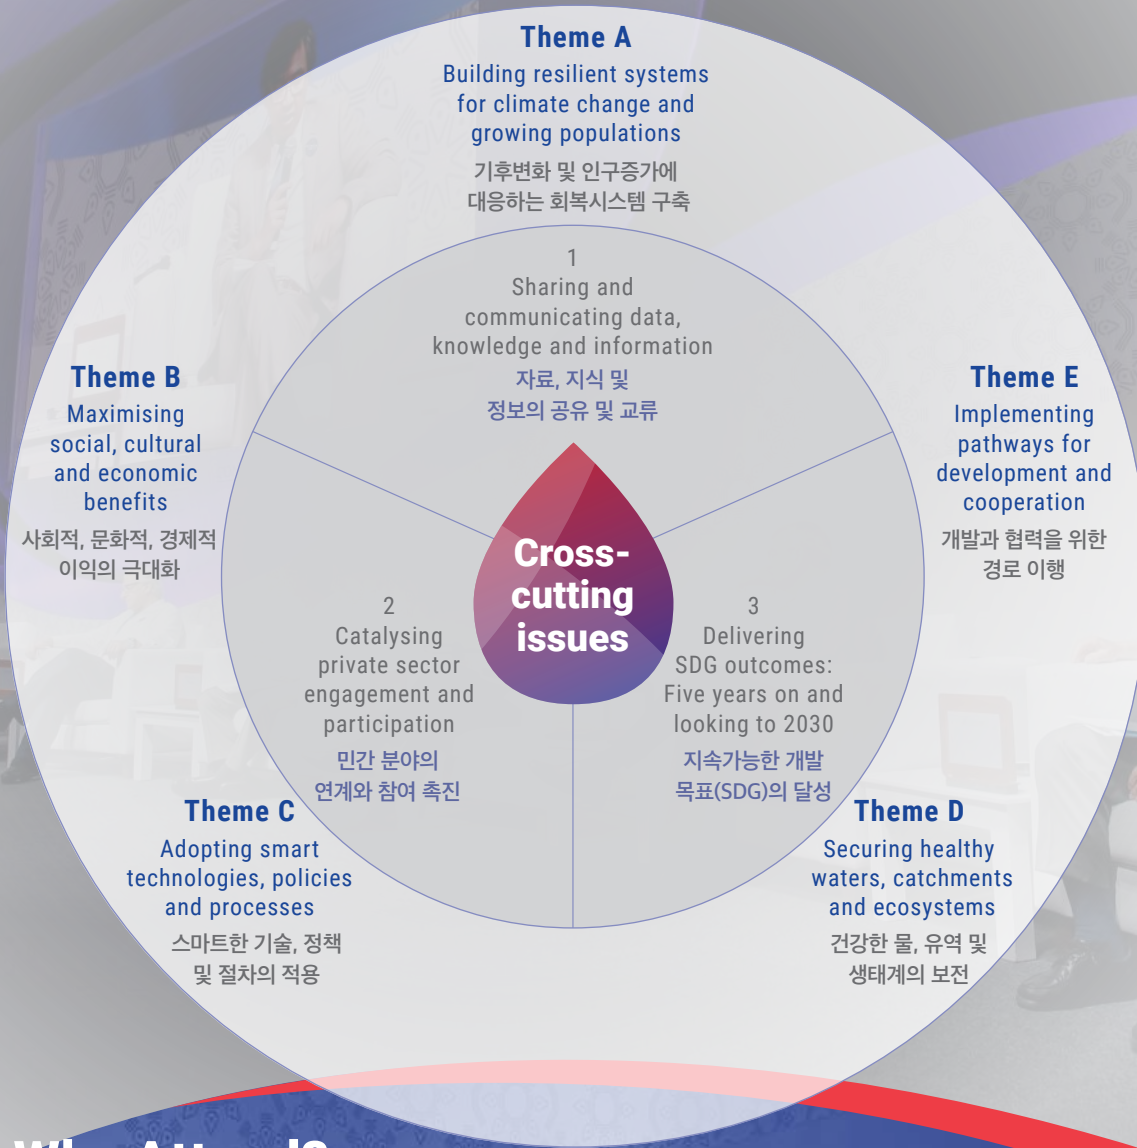 Theme A
Building resilient systems
for climate change and
growing populations
기후변화 및 인구증가에
대응하는 회복시스템 구축
1
Sharing and
communicating data,
knowledge and information
자료, 지식 및
정보의 공유 및 교류
Theme B
Maximising
social, cultural
and economic
benefits
사회적, 문화적, 경제적
이익의 극대화
Theme E
Implementing
pathways for
development and
cooperation
개발과 협력을 위한
경로 이행
Cross-
cutting
issues
2
Catalysing
private sector
engagement and
participation
민간 분야의
연계와 참여 촉진
3
Delivering
SDG outcomes:
Five years on and
looking to 2030
지속가능한 개발
목표(SDG)의 달성
Theme C
Adopting smart
technologies, policies
and processes
스마트한 기술, 정책
및 절차의 적용
Theme D
Securing healthy
waters, catchments
and ecosystems
건강한 물, 유역 및
생태계의 보전